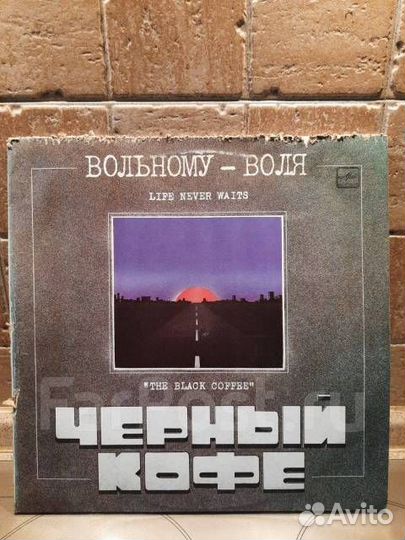 ВОЛЬНОМУ – ВОЛЯ
LIFE NEVER WAITS
"THE BLACK COFFEE"
ЧЕРНЫЙ
КОФЕ
Avito